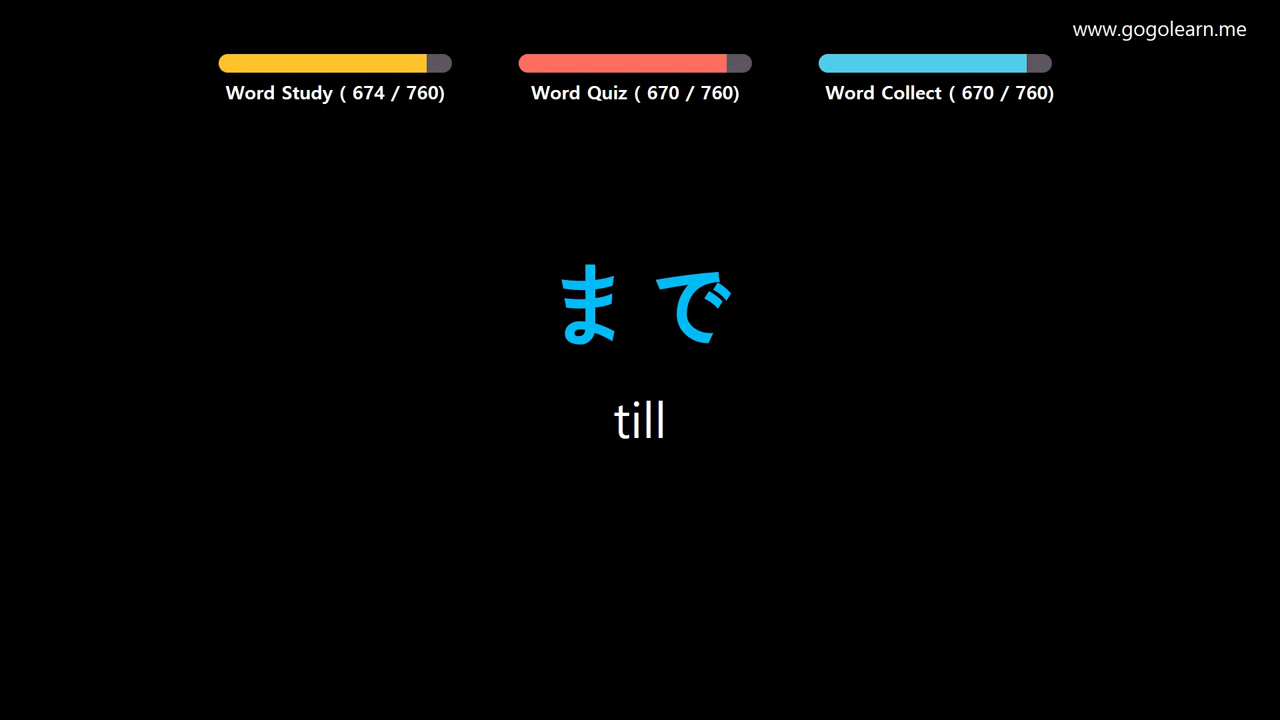 www.gogolearn.me
Word Study ( 674 / 760)
Word Quiz ( 670 / 760)
Word Collect ( 670 / 760)
まで
till